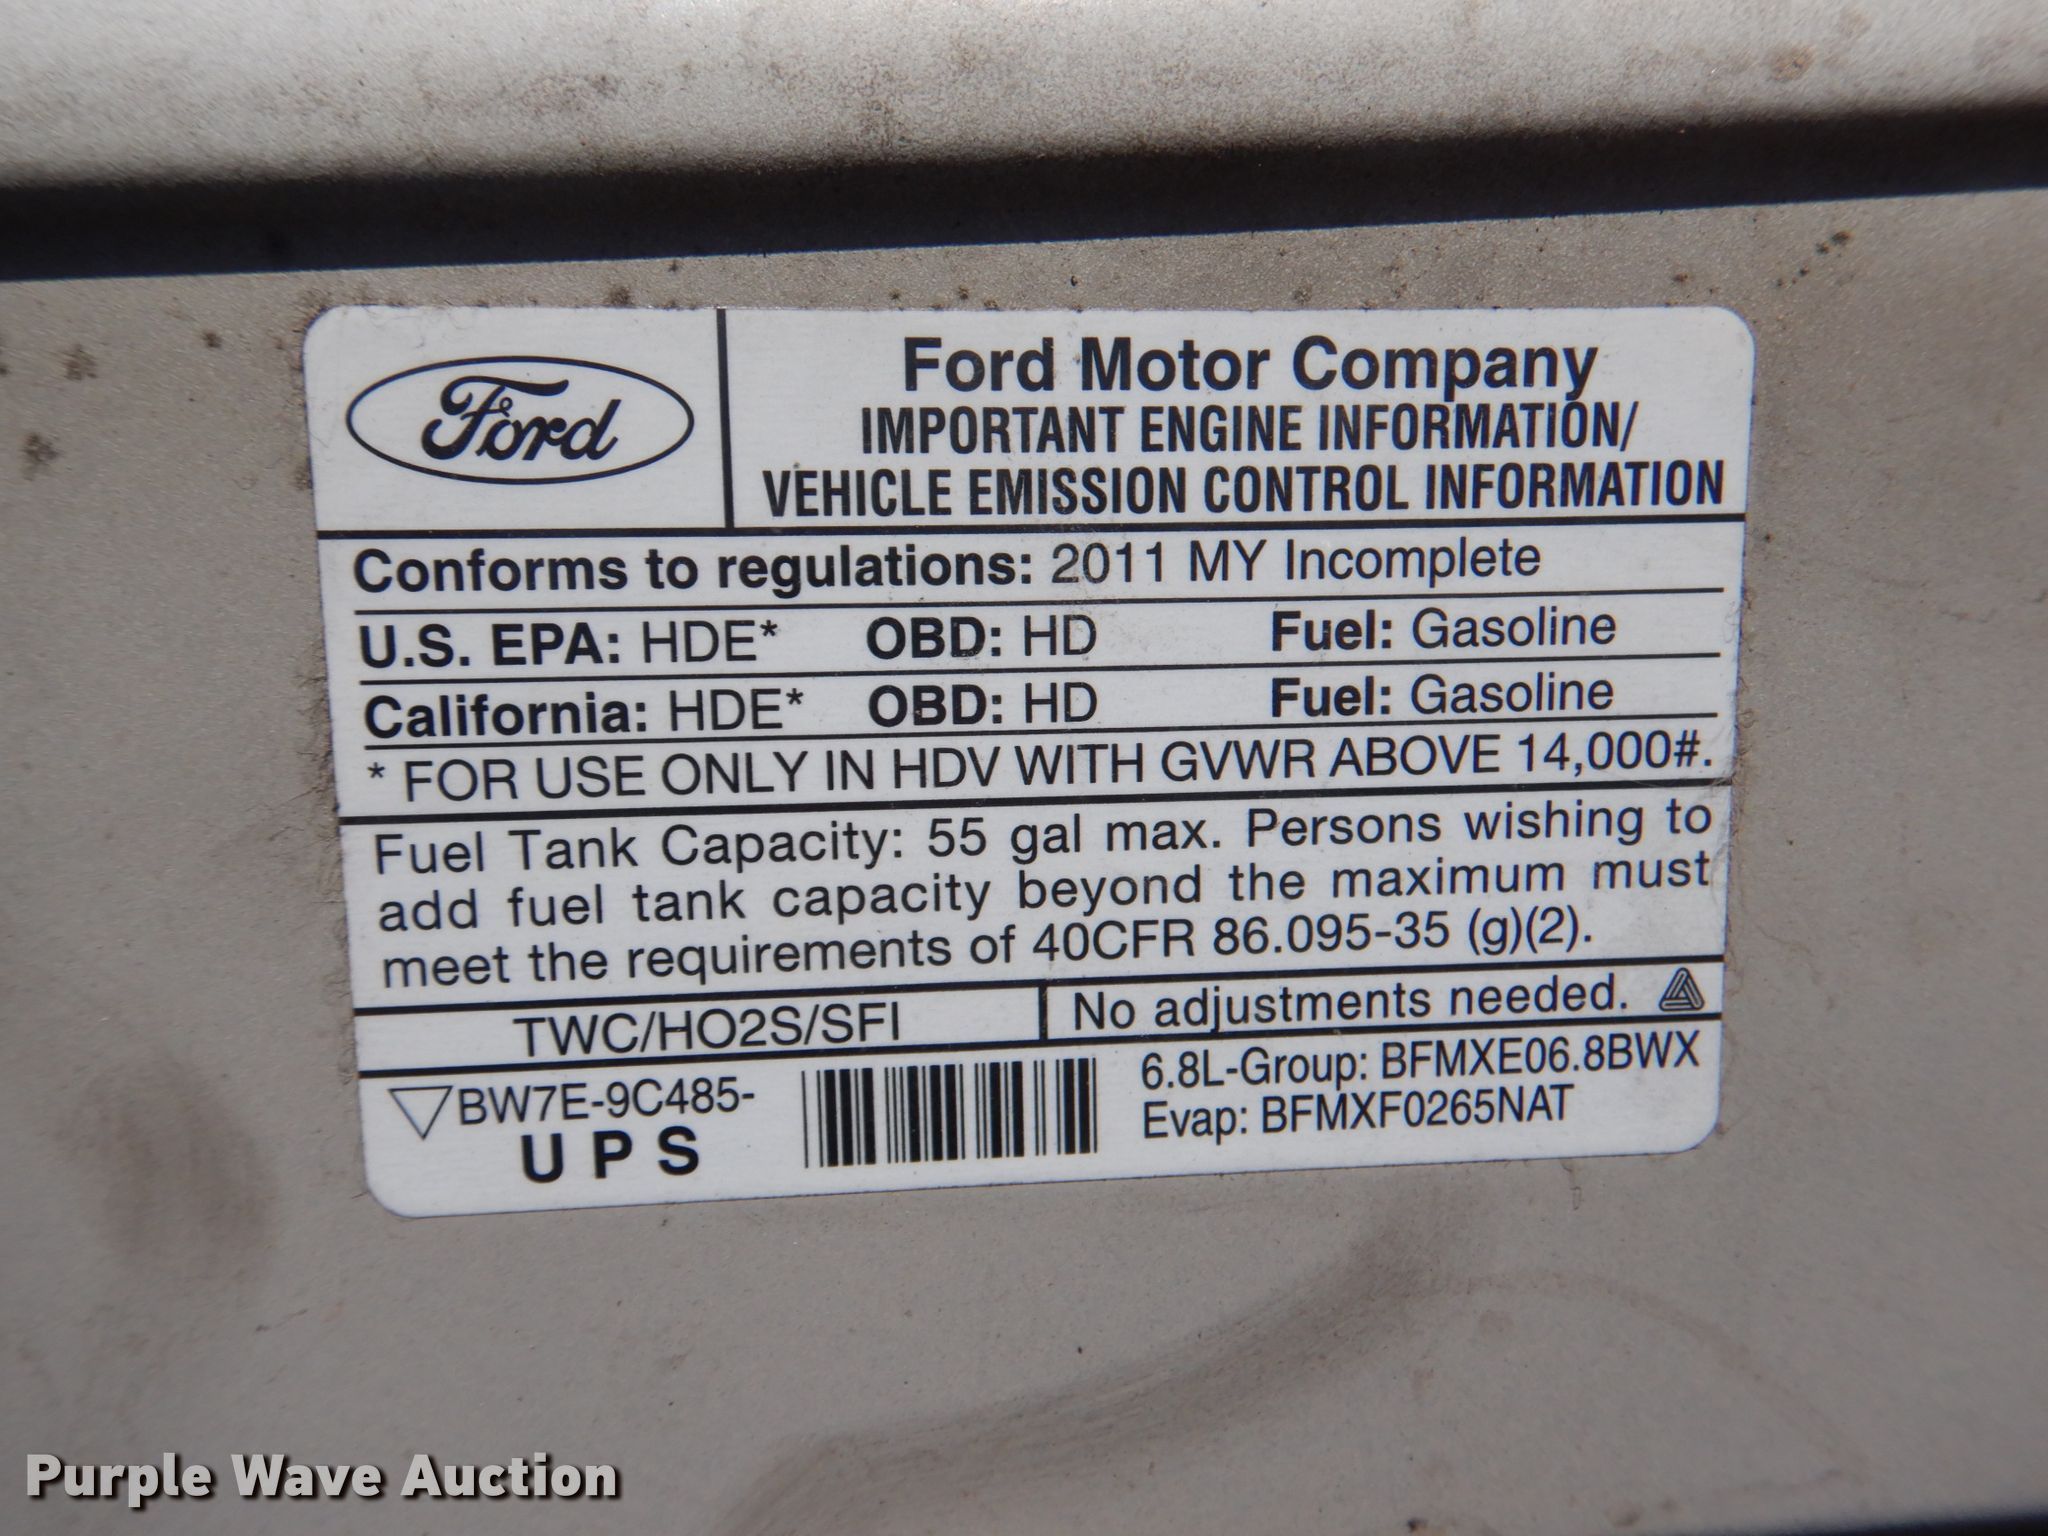 Ford
Ford Motor Company
IMPORTANT ENGINE INFORMATION/
VEHICLE EMISSION CONTROL INFORMATION
Conforms to regulations: 2011 MY Incomplete
U.S. EPA: HDE* OBD: HD Fuel: Gasoline
California: HDE* OBD: HD Fuel: Gasoline
* FOR USE ONLY IN HDV WITH GVWR ABOVE 14,000#.
Fuel Tank Capacity: 55 gal max. Persons wishing to
add fuel tank capacity beyond the maximum must
meet the requirements of 40CFR 86.095-35 (g)(2).
TWC/HO2S/SFI
No adjustments needed.
BW7E-9C485-
U P S
6.8L-Group: BFMXE06.8BWX
Evap: BFMXF0265NAT
Purple Wave Auction